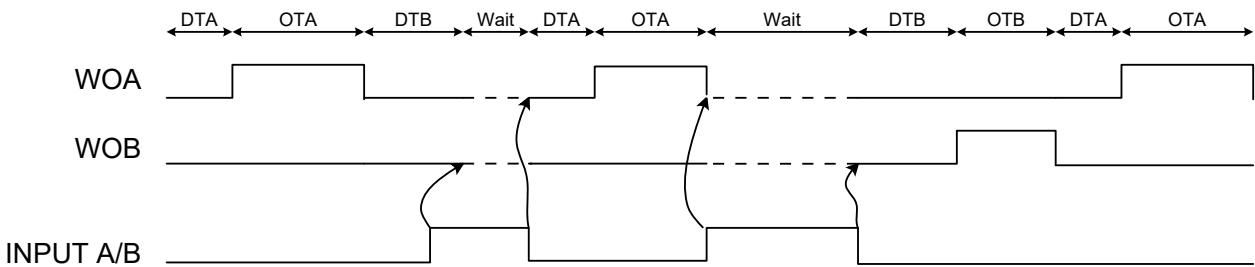 DTA OTA DTB Wait DTA OTA Wait DTB OTB DTA OTA
WOA
WOB
INPUT A/B